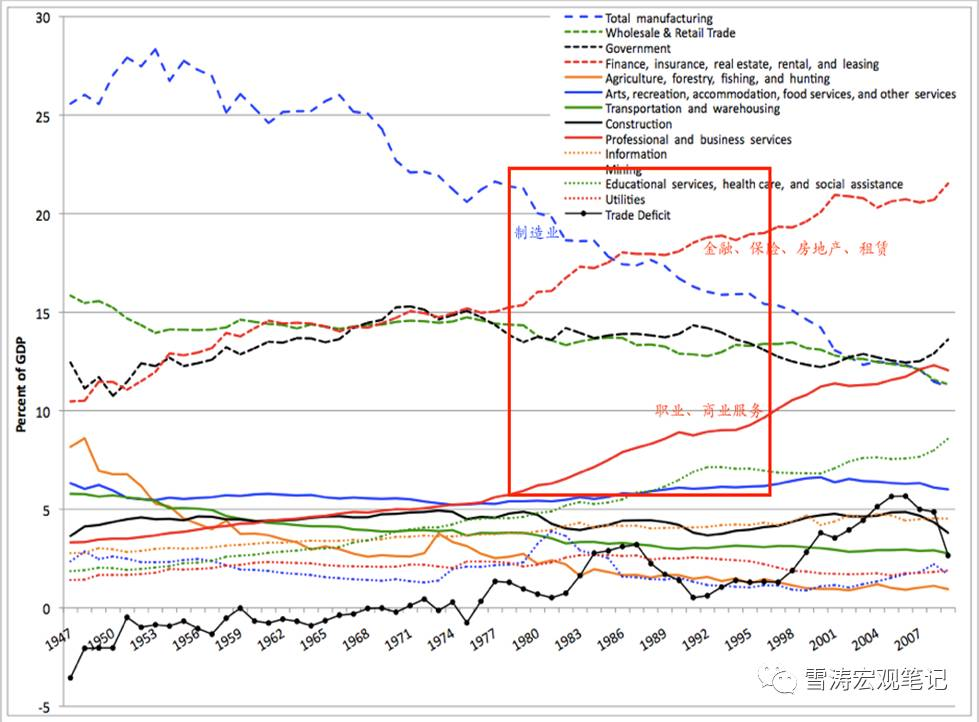 30
25
20
15
10
5
0
-5
Percent of GDP
Total manufacturing
Wholesale & Retail Trade
Government
Finance, insurance, real estate, rental, and leasing
Agriculture, forestry, fishing, and hunting
Arts, recreation, accommodation, food services, and other services
Transportation and warehousing
Construction
Professional and business services
Information
Mining
Educational services, health care, and social assistance
Utilities
Trade Deficit
制造业
金融、保险、房地产、租赁
职业、商业服务
1947
1950
1953
1956
1959
1962
1965
1968
1971
1974
1977
1980
1983
1986
1989
1992
1995
1998
2001
2004
2007
雪涛宏观笔记